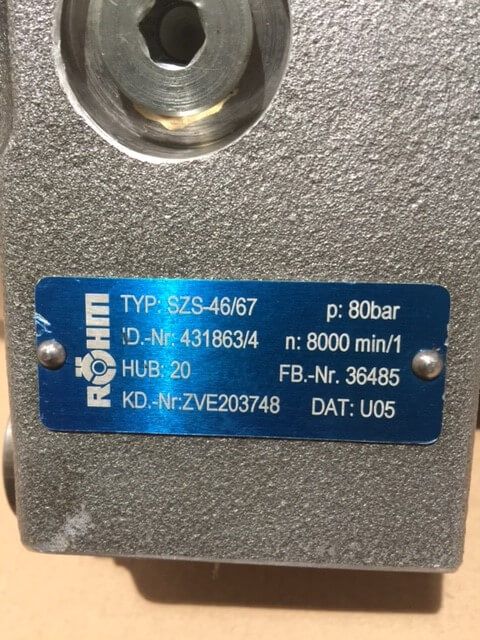 RÖHM
TYP: SZS-46/67 p: 80bar
ID.-Nr: 431863/4 n: 8000 min/1
HUB: 20 FB.-Nr. 36485
KD.-Nr:ZVE203748 DAT: U05